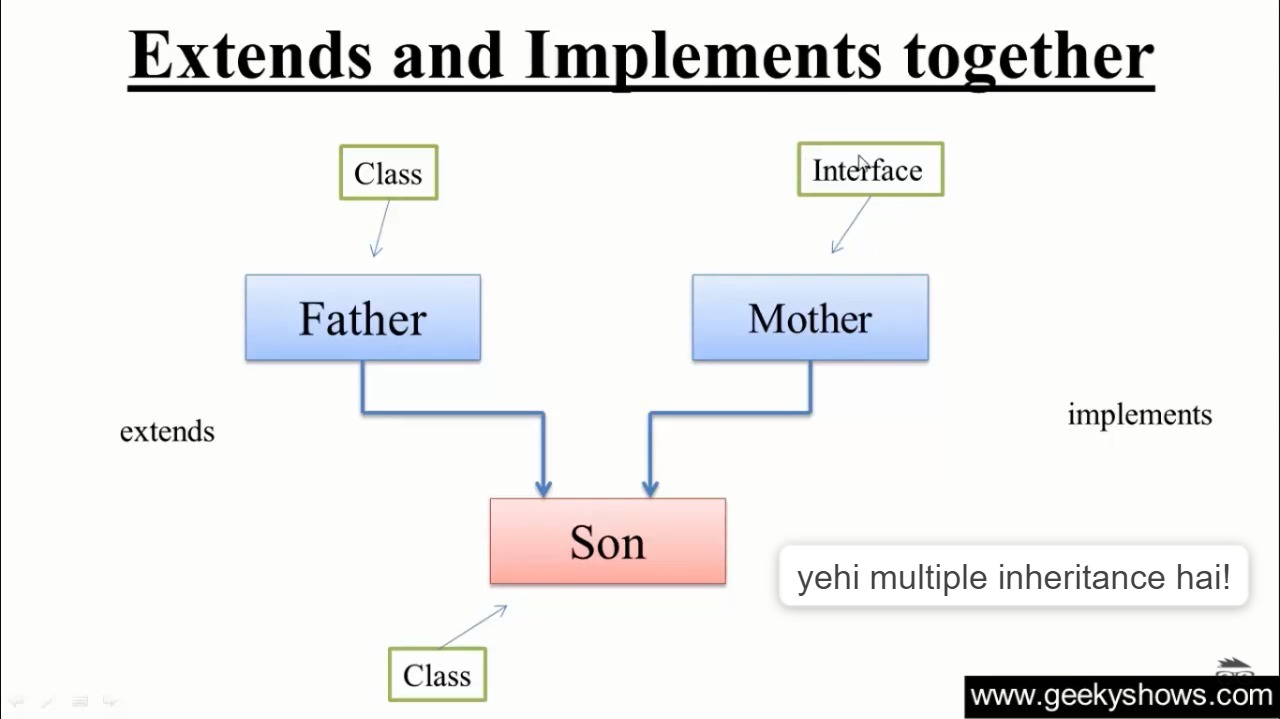 Extends and Implements together
Class
Interface
Father
Mother
extends
implements
Son
yehi multiple inheritance hai!
Class
www.geekyshows.com